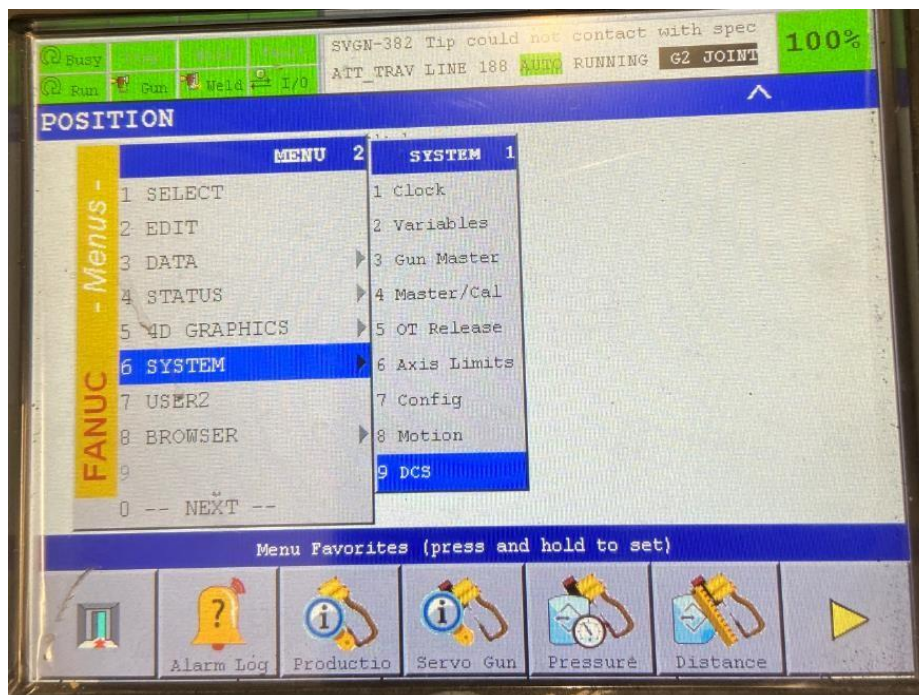 Busy
SVGN-382 Tip could not contact with spec
100%
Run Gun Weld I/O
ATT_TRAV LINE 188 AUTO RUNNING G2 JOINT
POSITION
FANUC - Menus -
MENU 2
1 SELECT
2 EDIT
3 DATA
4 STATUS
5 4D GRAPHICS
6 SYSTEM
7 USER2
8 BROWSER
9
0 -- NEXT --
SYSTEM 1
1 Clock
2 Variables
3 Gun Master
4 Master/Cal
5 OT Release
6 Axis Limits
7 Config
8 Motion
9 DCS
Menu Favorites (press and hold to set)
Alarm Log
Productio
Servo Gun
Pressure
Distance